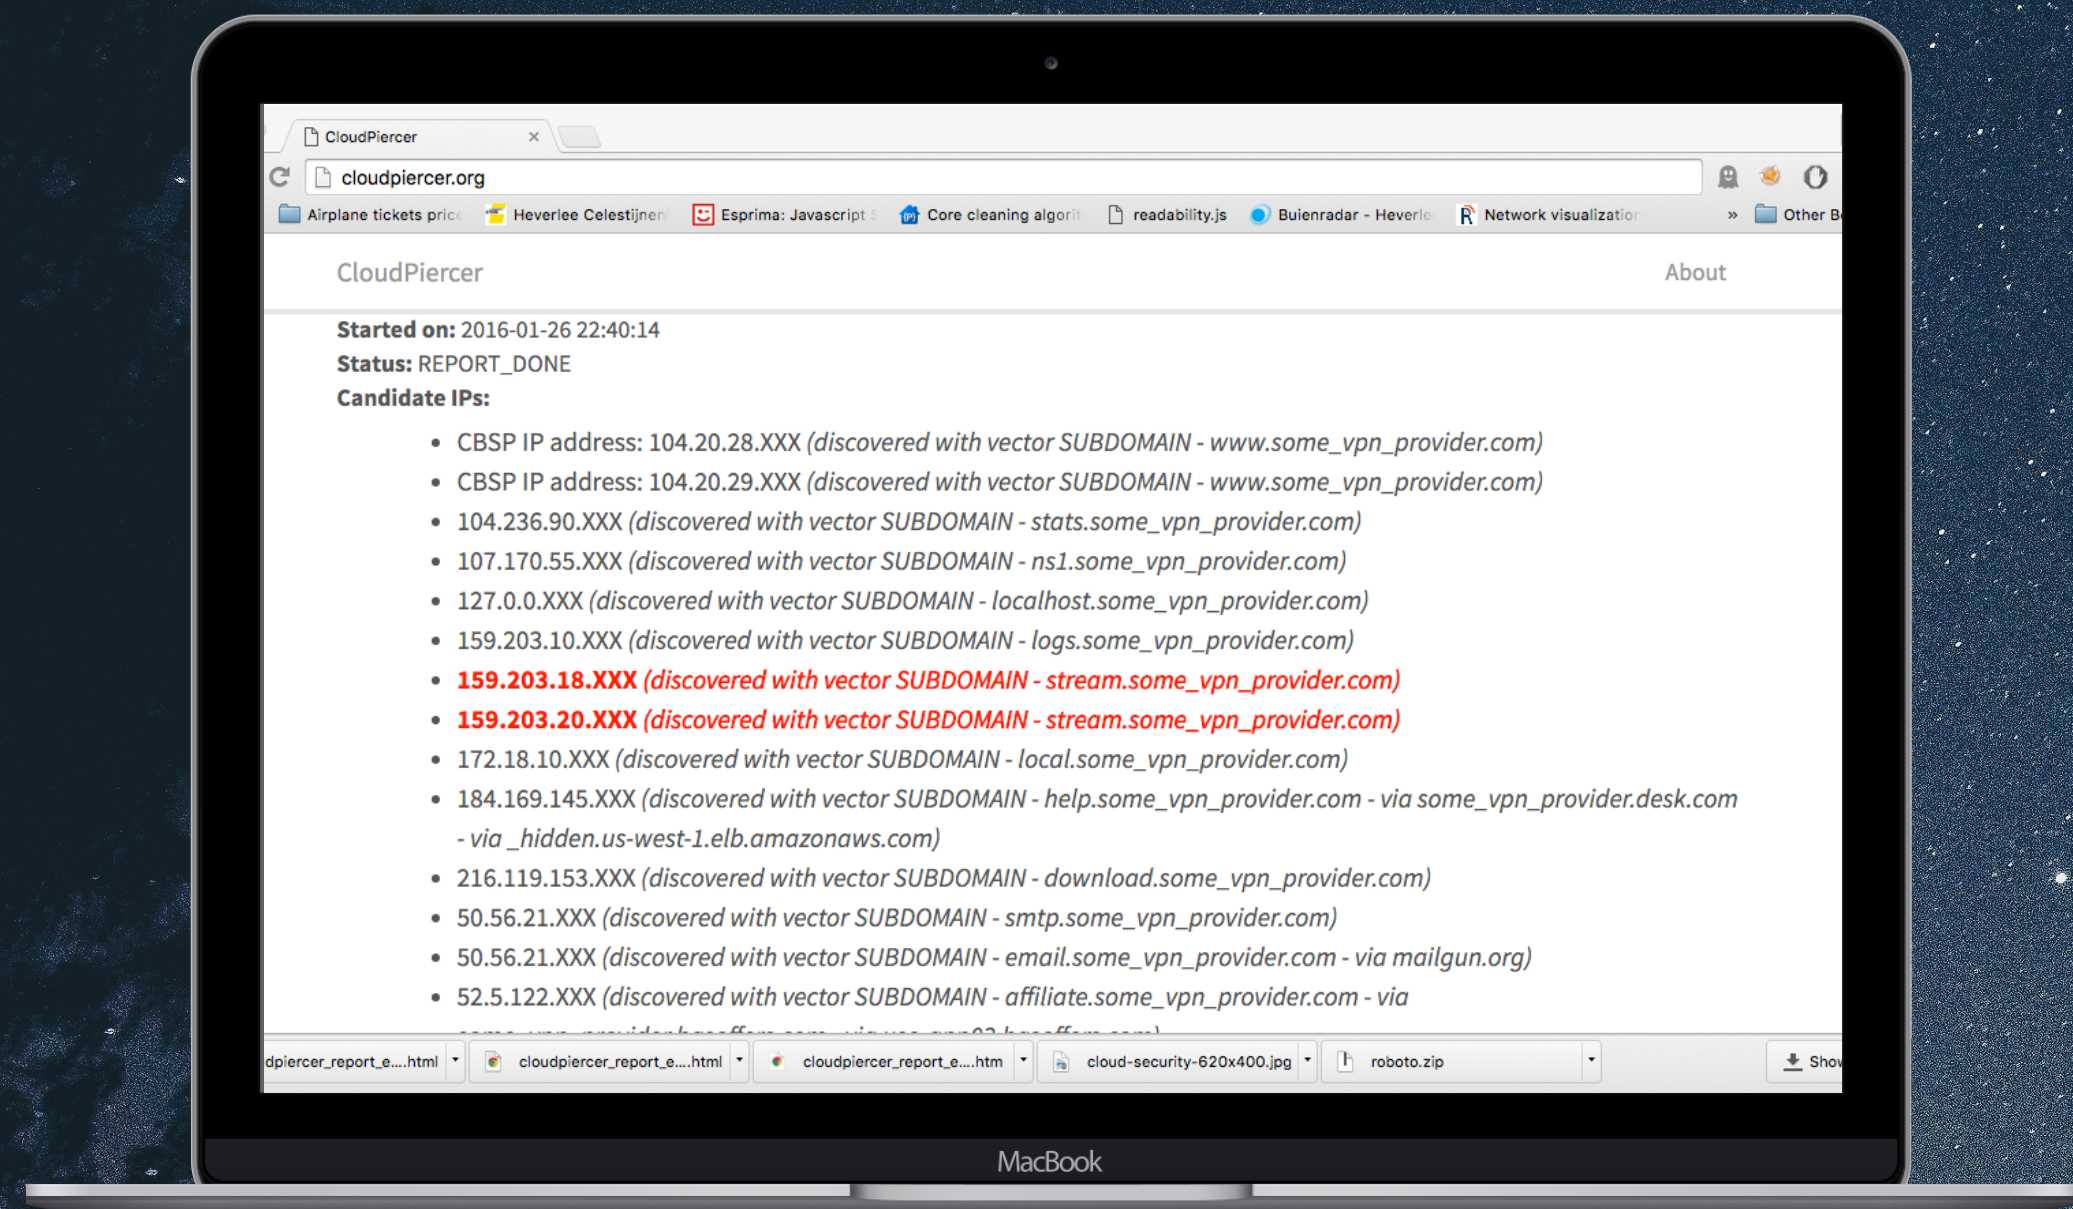 CloudPiercer
cloudpiercer.org
Airplane tickets price Heverlee Celestijnen Esprima: Javascript S Core cleaning algorit readability.js Buienradar - Heverle Network visualization » Other B
CloudPiercer About
Started on: 2016-01-26 22:40:14
Status: REPORT_DONE
Candidate IPs:
• CBSP IP address: 104.20.28.XXX (discovered with vector SUBDOMAIN - www.some_vpn_provider.com)
• CBSP IP address: 104.20.29.XXX (discovered with vector SUBDOMAIN - www.some_vpn_provider.com)
• 104.236.90.XXX (discovered with vector SUBDOMAIN - stats.some_vpn_provider.com)
• 107.170.55.XXX (discovered with vector SUBDOMAIN - ns1.some_vpn_provider.com)
• 127.0.0.XXX (discovered with vector SUBDOMAIN - localhost.some_vpn_provider.com)
• 159.203.10.XXX (discovered with vector SUBDOMAIN - logs.some_vpn_provider.com)
• 159.203.18.XXX (discovered with vector SUBDOMAIN - stream.some_vpn_provider.com)
• 159.203.20.XXX (discovered with vector SUBDOMAIN - stream.some_vpn_provider.com)
• 172.18.10.XXX (discovered with vector SUBDOMAIN - local.some_vpn_provider.com)
• 184.169.145.XXX (discovered with vector SUBDOMAIN - help.some_vpn_provider.com - via some_vpn_provider.desk.com
- via _hidden.us-west-1.elb.amazonaws.com)
• 216.119.153.XXX (discovered with vector SUBDOMAIN - download.some_vpn_provider.com)
• 50.56.21.XXX (discovered with vector SUBDOMAIN - smtp.some_vpn_provider.com)
• 50.56.21.XXX (discovered with vector SUBDOMAIN - email.some_vpn_provider.com - via mailgun.org)
• 52.5.122.XXX (discovered with vector SUBDOMAIN - affiliate.some_vpn_provider.com - via
dpiercer_report_e....html cloudpiercer_report_e....html cloudpiercer_report_e....htm cloud-security-620x400.jpg roboto.zip Show
MacBook